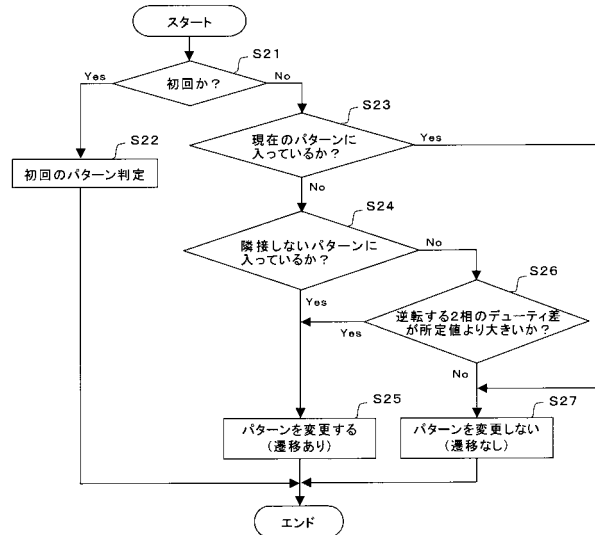 スタート
S21
初回か?
Yes
No
S22
初回のパターン判定
S23
現在のパターンに
入っているか?
Yes
No
S24
隣接しないパターンに
入っているか?
No
Yes
S26
逆転する2相のデューティ差
が所定値より大きいか?
Yes
No
S25
パターンを変更する
(遷移あり)
S27
パターンを変更しない
(遷移なし)
エンド